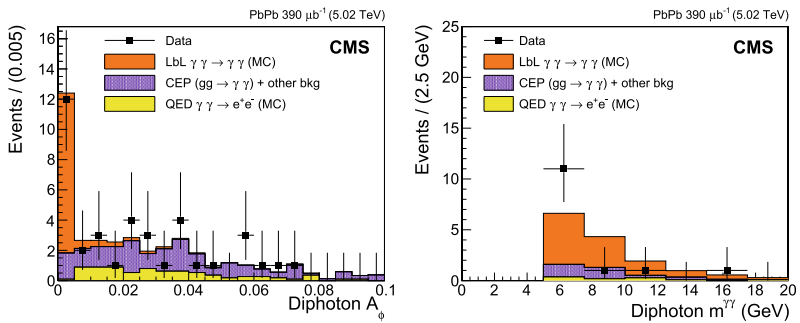 PbPb 390 μb⁻¹ (5.02 TeV)
CMS
Data
LbL γ γ → γ γ (MC)
CEP (gg → γ γ) + other bkg
QED γ γ → e⁺e⁻ (MC)
Events / (0.005)
16
14
12
10
8
6
4
2
0
0 0.02 0.04 0.06 0.08 0.1
Diphoton A_ϕ
PbPb 390 μb⁻¹ (5.02 TeV)
CMS
Data
LbL γ γ → γ γ (MC)
CEP (gg → γ γ) + other bkg
QED γ γ → e⁺e⁻ (MC)
Events / (2.5 GeV)
25
20
15
10
5
0
0 2 4 6 8 10 12 14 16 18 20
Diphoton m^γγ (GeV)